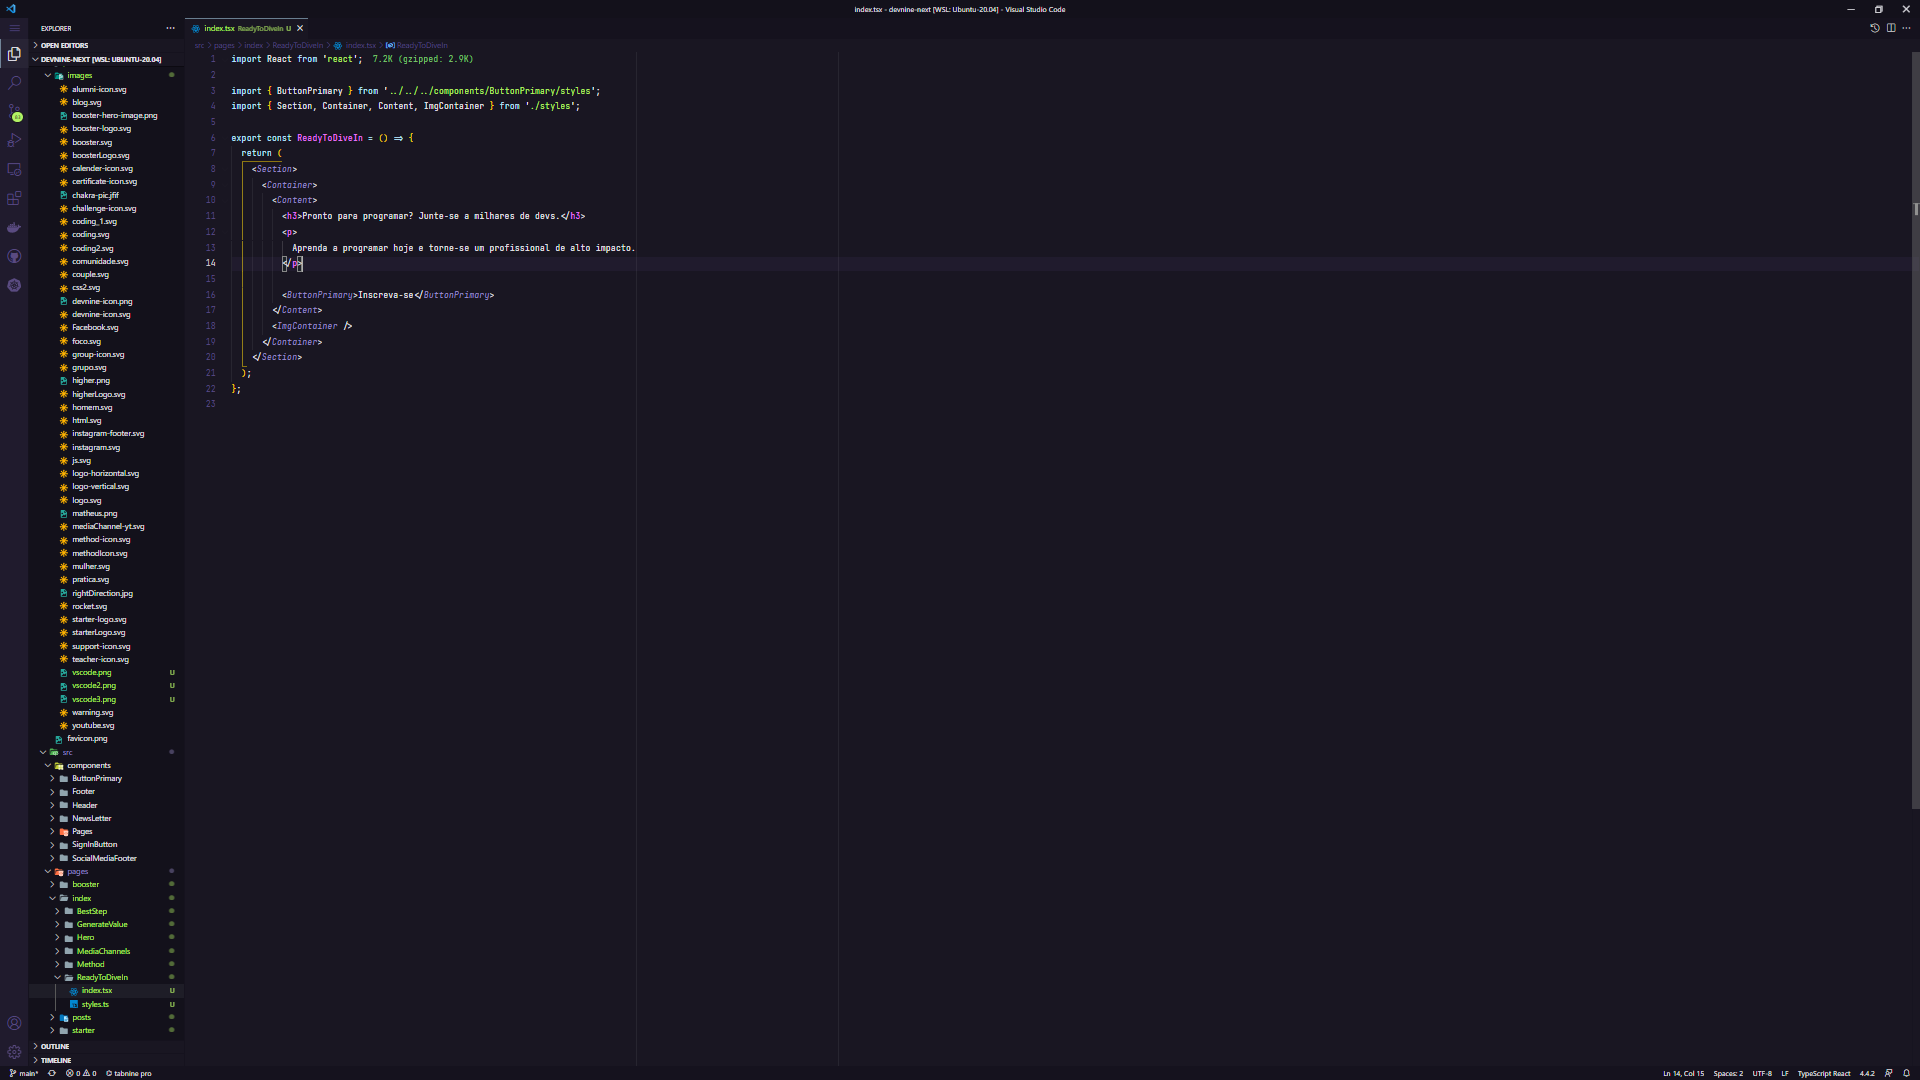 index.tsx - devnine-next [WSL: Ubuntu-20.04] - Visual Studio Code
EXPLORER
OPEN EDITORS
DEVNINE-NEXT [WSL: UBUNTU-20.04]
images
alumni-icon.svg
blog.svg
booster-hero-image.png
booster-logo.svg
booster.svg
boosterLogo.svg
calender-icon.svg
certificate-icon.svg
chakra-pic.jfif
challenge-icon.svg
coding_1.svg
coding.svg
coding2.svg
comunidade.svg
couple.svg
css2.svg
devnine-icon.png
devnine-icon.svg
Facebook.svg
foco.svg
group-icon.svg
grupo.svg
higher.png
higherLogo.svg
homem.svg
html.svg
instagram-footer.svg
instagram.svg
js.svg
logo-horizontal.svg
logo-vertical.svg
logo.svg
matheus.png
mediaChannel-yt.svg
method-icon.svg
methodIcon.svg
mulher.svg
pratica.svg
rightDirection.jpg
rocket.svg
starter-logo.svg
starterLogo.svg
support-icon.svg
teacher-icon.svg
vscode.png U
vscode2.png U
vscode3.png U
warning.svg
youtube.svg
favicon.png
src
components
ButtonPrimary
Footer
Header
NewsLetter
Pages
SignInButton
SocialMediaFooter
pages
booster
index
BestStep
GenerateValue
Hero
MediaChannels
Method
ReadyToDiveIn
index.tsx U
styles.ts U
posts
starter
OUTLINE
TIMELINE
index.tsx ReadyToDiveIn U
src > pages > index > ReadyToDiveIn > index.tsx > ReadyToDiveIn
1 import React from 'react'; 7.2K (gzipped: 2.9K)
2
3 import { ButtonPrimary } from '../../../components/ButtonPrimary/styles';
4 import { Section, Container, Content, ImgContainer } from './styles';
5
6 export const ReadyToDiveIn = () => {
7 return (
8 <Section>
9 <Container>
10 <Content>
11 <h3>Pronto para programar? Junte-se a milhares de devs.</h3>
12 <p>
13 Aprenda a programar hoje e torne-se um profissional de alto impacto.
14 </p>
15
16 <ButtonPrimary>Inscreva-se</ButtonPrimary>
17 </Content>
18 <ImgContainer />
19 </Container>
20 </Section>
21 );
22 };
23
main* 0 0 tabnine pro
Ln 14, Col 15 Spaces: 2 UTF-8 LF TypeScript React 4.4.2